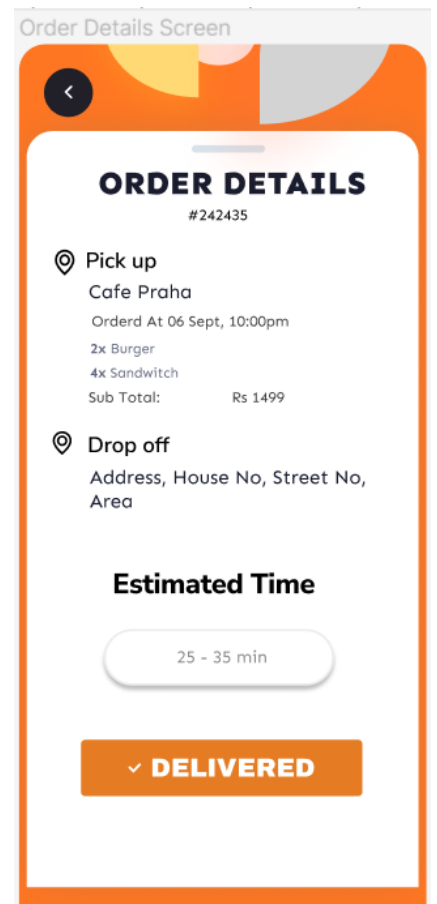 Order Details Screen
ORDER DETAILS
#242435
Pick up
Cafe Praha
Orderd At 06 Sept, 10:00pm
2x Burger
4x Sandwitch
Sub Total: Rs 1499
Drop off
Address, House No, Street No,
Area
Estimated Time
25 - 35 min
DELIVERED